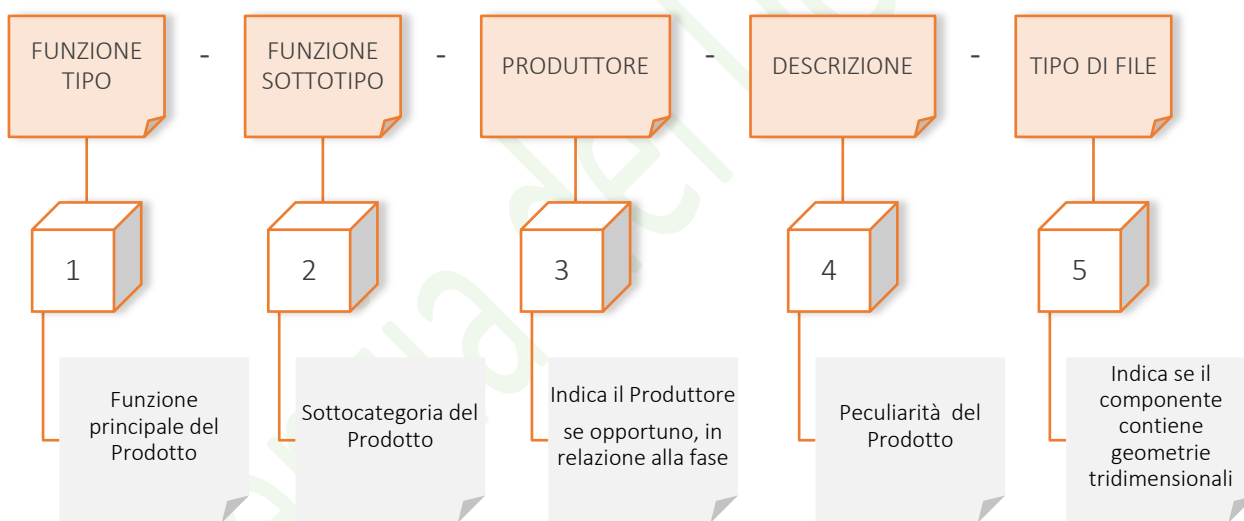 FUNZIONE
TIPO
-
FUNZIONE
SOTTOTIPO
-
PRODUTTORE
-
DESCRIZIONE
-
TIPO DI FILE
1
2
3
4
5
Funzione
principale del
Prodotto
Sottocategoria del
Prodotto
Indica il Produttore
se opportuno, in
relazione alla fase
Peculiarità del
Prodotto
Indica se il
componente
contiene
geometrie
tridimensionali